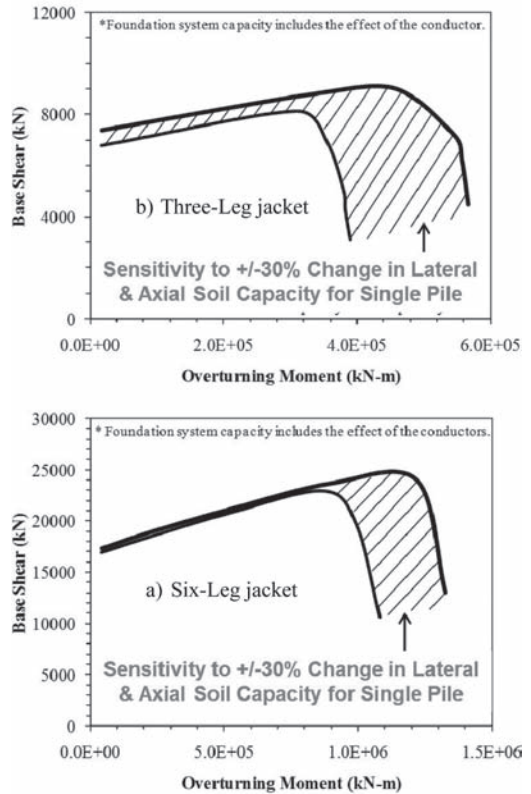 12000
*Foundation system capacity includes the effect of the conductor.
8000
4000
0
Base Shear (kN)
b) Three-Leg jacket
Sensitivity to +/-30% Change in Lateral
& Axial Soil Capacity for Single Pile
0.0E+00 2.0E+05 4.0E+05 6.0E+05
Overturning Moment (kN-m)
30000
* Foundation system capacity includes the effect of the conductors.
25000
20000
15000
10000
5000
0
Base Shear (kN)
a) Six-Leg jacket
Sensitivity to +/-30% Change in Lateral
& Axial Soil Capacity for Single Pile
0.0E+00 5.0E+05 1.0E+06 1.5E+06
Overturning Moment (kN-m)